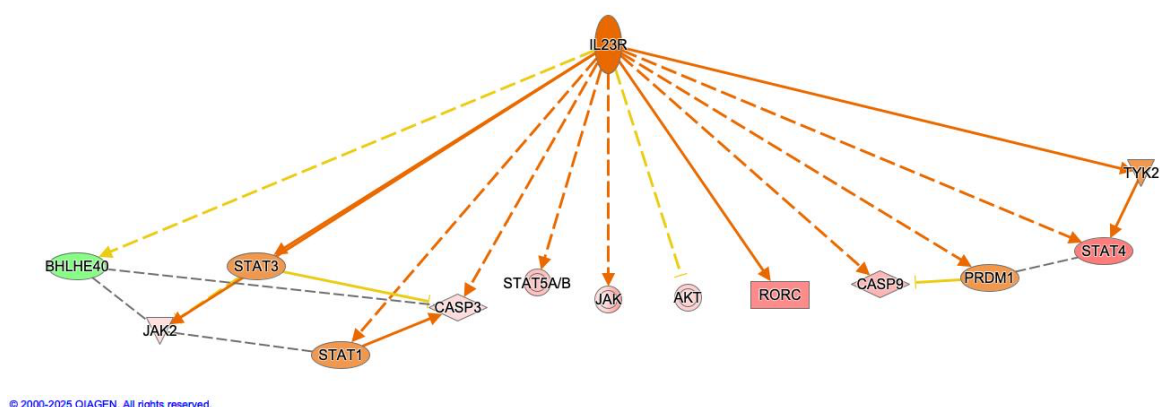 IL23R
TYK2
STAT4
BHLHE40
STAT3
STAT5A/B
JAK
AKT
RORC
CASP9
PRDM1
CASP3
JAK2
STAT1
© 2000-2025 QIAGEN. All rights reserved.